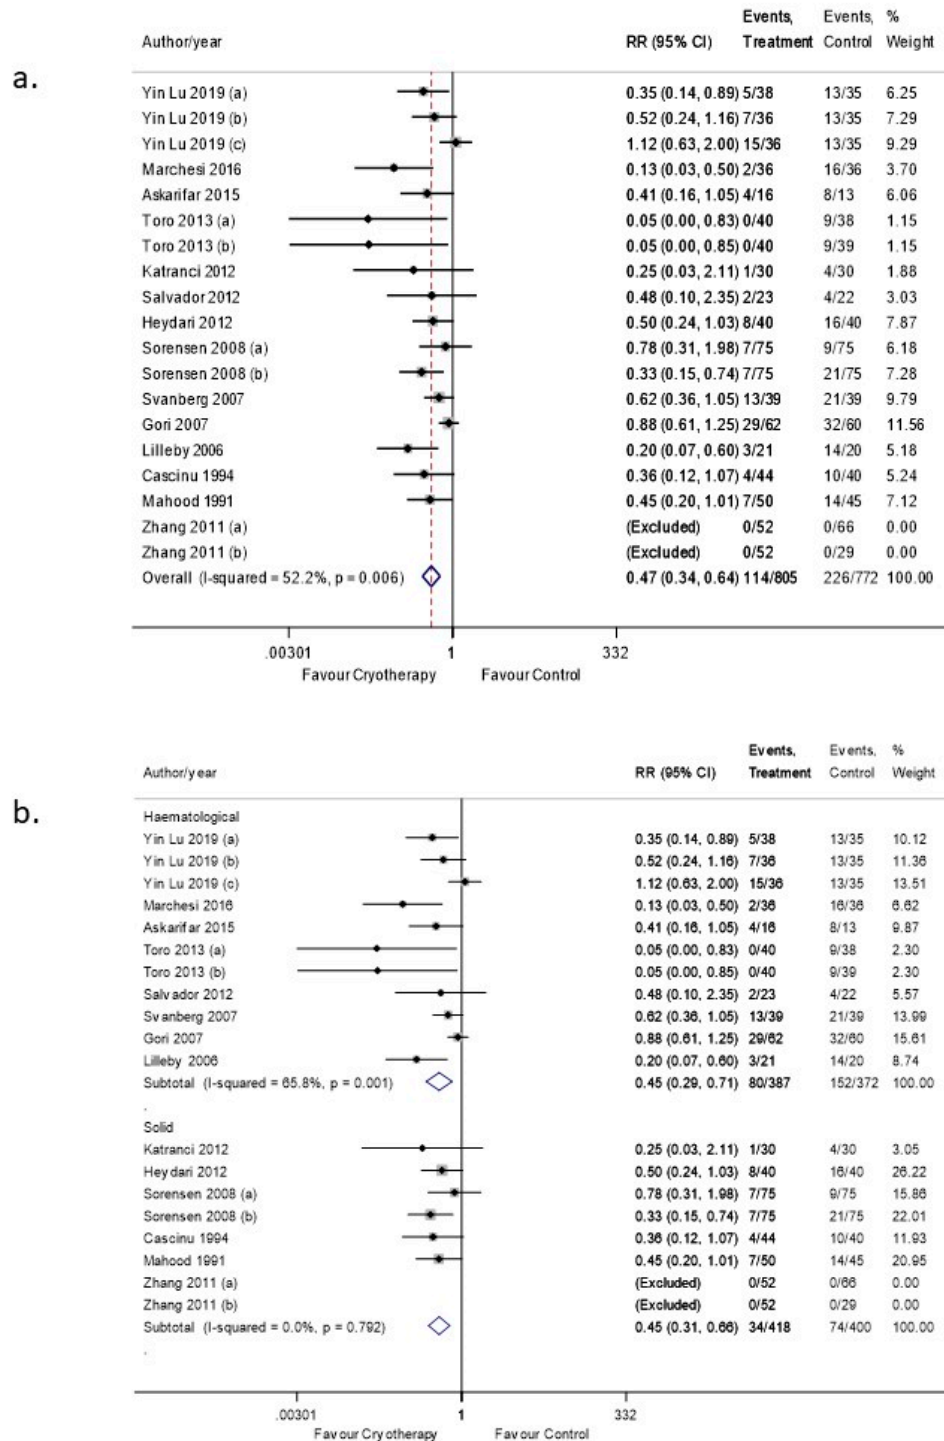 a.
Events, Events, %
Author/year RR (95% CI) Treatment Control Weight
Yin Lu 2019 (a) 0.35 (0.14, 0.89) 5/38 13/35 6.25
Yin Lu 2019 (b) 0.52 (0.24, 1.16) 7/36 13/35 7.29
Yin Lu 2019 (c) 1.12 (0.63, 2.00) 15/36 13/35 9.29
Marchesi 2016 0.13 (0.03, 0.50) 2/36 16/36 3.70
Askarifar 2015 0.41 (0.16, 1.05) 4/16 8/13 6.06
Toro 2013 (a) 0.05 (0.00, 0.83) 0/40 9/38 1.15
Toro 2013 (b) 0.05 (0.00, 0.85) 0/40 9/39 1.15
Katranci 2012 0.25 (0.03, 2.11) 1/30 4/30 1.88
Salvador 2012 0.48 (0.10, 2.35) 2/23 4/22 3.03
Heydari 2012 0.50 (0.24, 1.03) 8/40 16/40 7.87
Sorensen 2008 (a) 0.78 (0.31, 1.98) 7/75 9/75 6.18
Sorensen 2008 (b) 0.33 (0.15, 0.74) 7/75 21/75 7.28
Svanberg 2007 0.62 (0.36, 1.05) 13/39 21/39 9.79
Gori 2007 0.88 (0.61, 1.25) 29/62 32/60 11.56
Lilleby 2006 0.20 (0.07, 0.60) 3/21 14/20 5.18
Cascinu 1994 0.36 (0.12, 1.07) 4/44 10/40 5.24
Mahood 1991 0.45 (0.20, 1.01) 7/50 14/45 7.12
Zhang 2011 (a) (Excluded) 0/52 0/66 0.00
Zhang 2011 (b) (Excluded) 0/52 0/29 0.00
Overall (I-squared = 52.2%, p = 0.006) 0.47 (0.34, 0.64) 114/805 226/772 100.00
.00301 1 332
Favour Cryotherapy Favour Control
b.
Events, Events, %
Author/year RR (95% CI) Treatment Control Weight
Haematological
Yin Lu 2019 (a) 0.35 (0.14, 0.89) 5/38 13/35 10.12
Yin Lu 2019 (b) 0.52 (0.24, 1.16) 7/36 13/35 11.36
Yin Lu 2019 (c) 1.12 (0.63, 2.00) 15/36 13/35 13.51
Marchesi 2016 0.13 (0.03, 0.50) 2/36 16/36 6.62
Askarifar 2015 0.41 (0.16, 1.05) 4/16 8/13 9.87
Toro 2013 (a) 0.05 (0.00, 0.83) 0/40 9/38 2.30
Toro 2013 (b) 0.05 (0.00, 0.85) 0/40 9/39 2.30
Salvador 2012 0.48 (0.10, 2.35) 2/23 4/22 5.57
Svanberg 2007 0.62 (0.36, 1.05) 13/39 21/39 13.99
Gori 2007 0.88 (0.61, 1.25) 29/62 32/60 15.61
Lilleby 2006 0.20 (0.07, 0.60) 3/21 14/20 8.74
Subtotal (I-squared = 65.8%, p = 0.001) 0.45 (0.29, 0.71) 80/387 152/372 100.00
.
Solid
Katranci 2012 0.25 (0.03, 2.11) 1/30 4/30 3.05
Heydari 2012 0.50 (0.24, 1.03) 8/40 16/40 26.22
Sorensen 2008 (a) 0.78 (0.31, 1.98) 7/75 9/75 15.86
Sorensen 2008 (b) 0.33 (0.15, 0.74) 7/75 21/75 22.01
Cascinu 1994 0.36 (0.12, 1.07) 4/44 10/40 11.93
Mahood 1991 0.45 (0.20, 1.01) 7/50 14/45 20.95
Zhang 2011 (a) (Excluded) 0/52 0/66 0.00
Zhang 2011 (b) (Excluded) 0/52 0/29 0.00
Subtotal (I-squared = 0.0%, p = 0.792) 0.45 (0.31, 0.66) 34/418 74/400 100.00
.
.00301 1 332
Favour Cryotherapy Favour Control